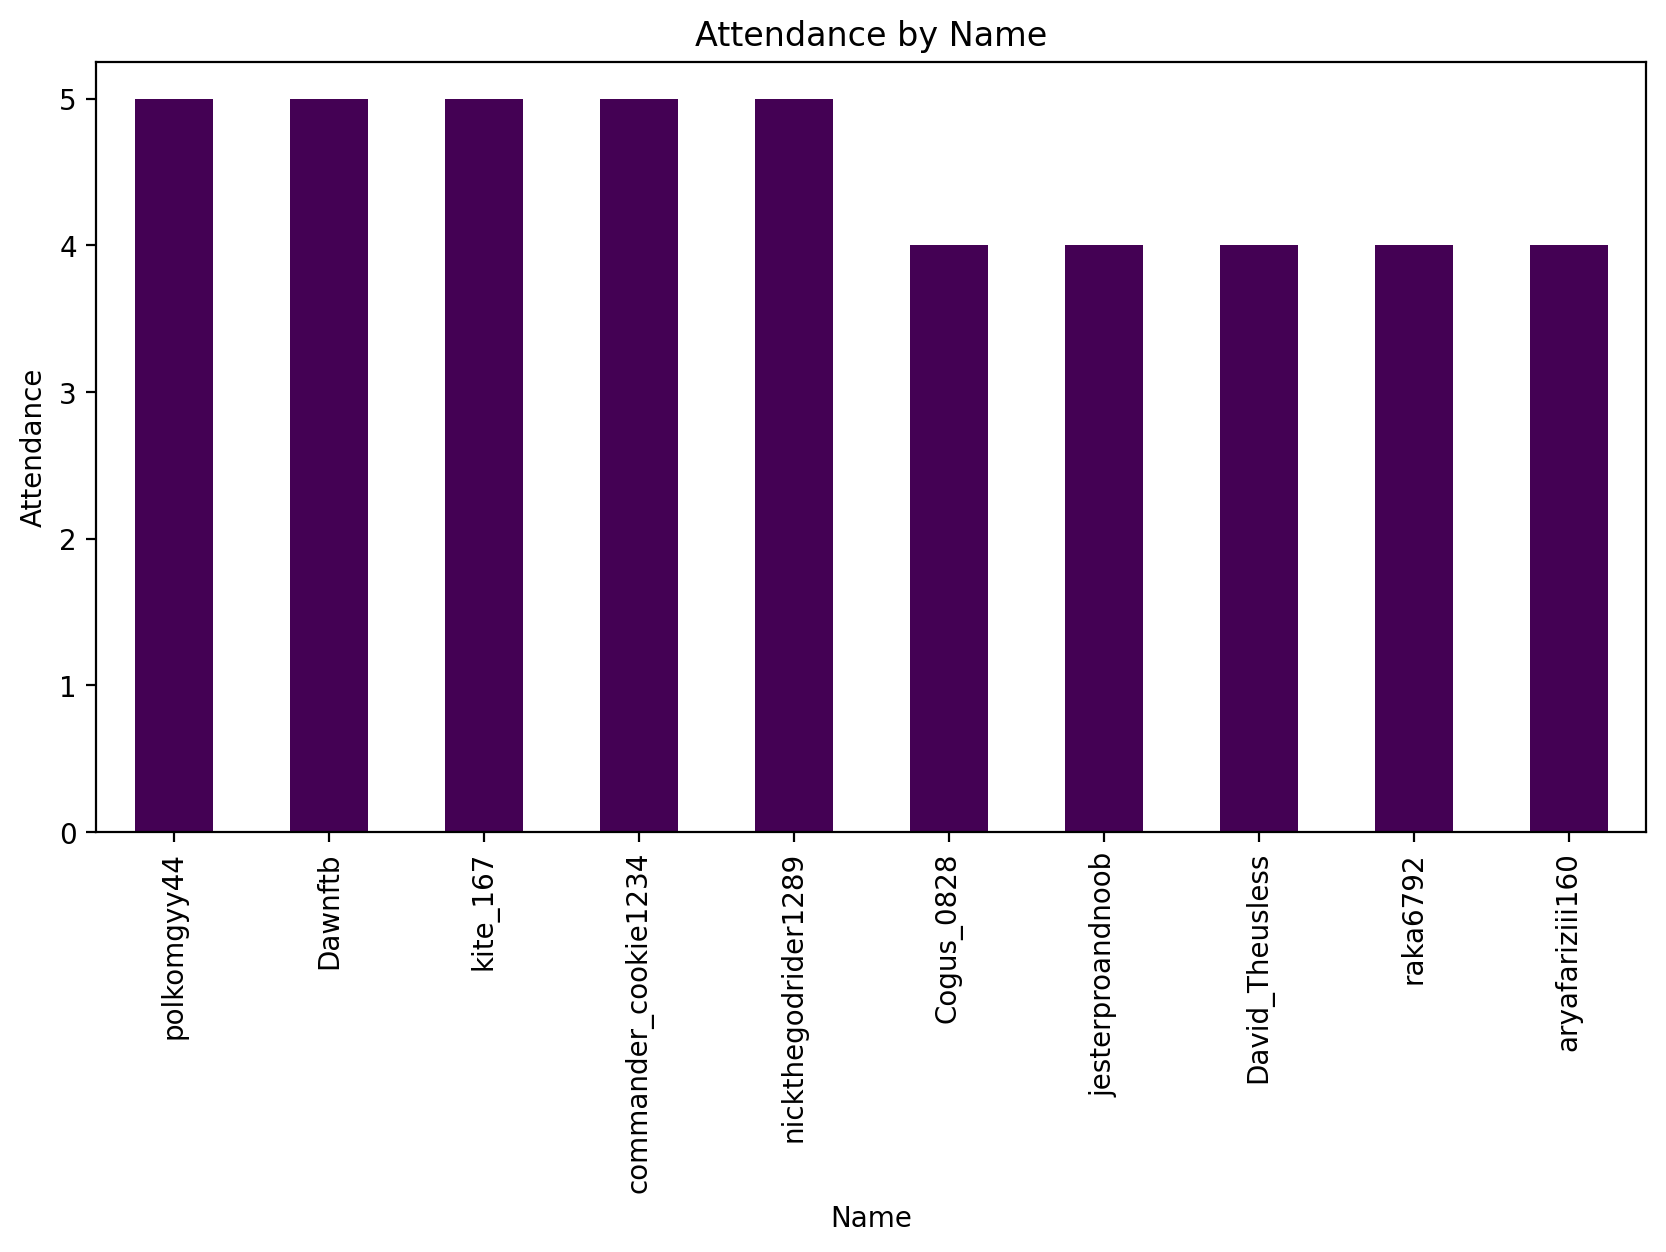 Attendance by Name
Attendance
5
4
3
2
1
0
polkomgyy44
Dawnftb
kite_167
commander_cookie1234
nickthegodrider1289
Cogus_0828
jesterproandnoob
David_Theusless
raka6792
aryafariziii160
Name